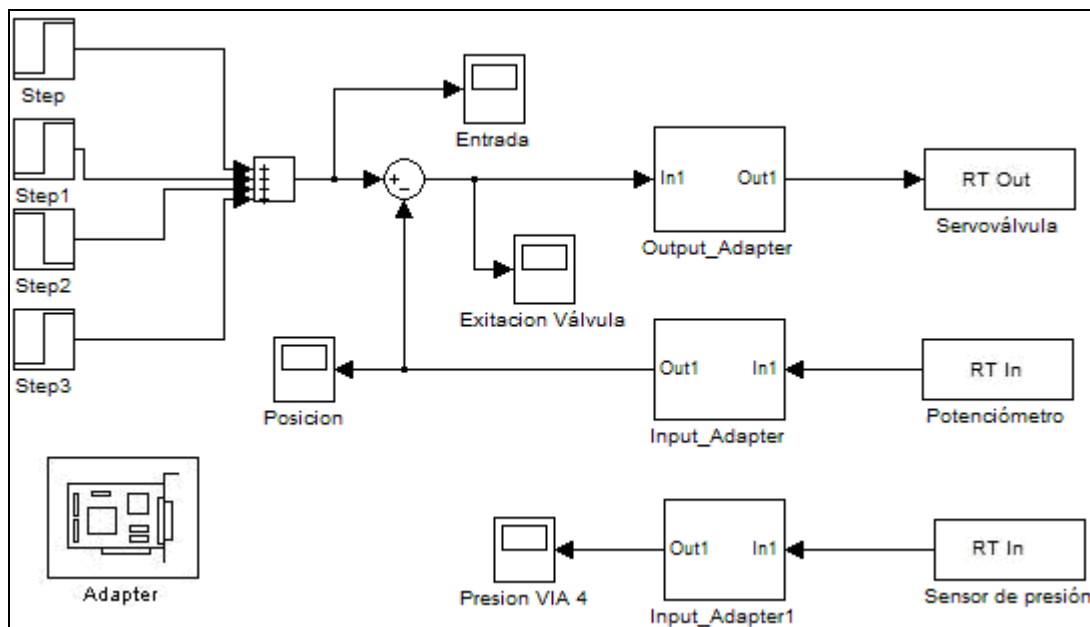 Step
Entrada
Step1
+
+
+
+
+
−
In1 Out1
RT Out
Servoválvula
Output_Adapter
Step2
Exitacion Válvula
Step3
Posicion
Out1 In1
RT In
Potenciómetro
Input_Adapter
Adapter
Presion VIA 4
Out1 In1
RT In
Sensor de presión
Input_Adapter1